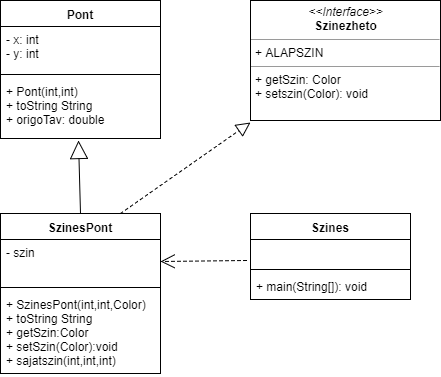 Pont
- x: int
- y: int
+ Pont(int,int)
+ toString String
+ origoTav: double
<<Interface>>
Szinezheto
+ ALAPSZIN
+ getSzin: Color
+ setszin(Color): void
SzinesPont
- szin
+ SzinesPont(int,int,Color)
+ toString String
+ getSzin:Color
+ setSzin(Color):void
+ sajatszin(int,int,int)
Szines
+ main(String[]): void